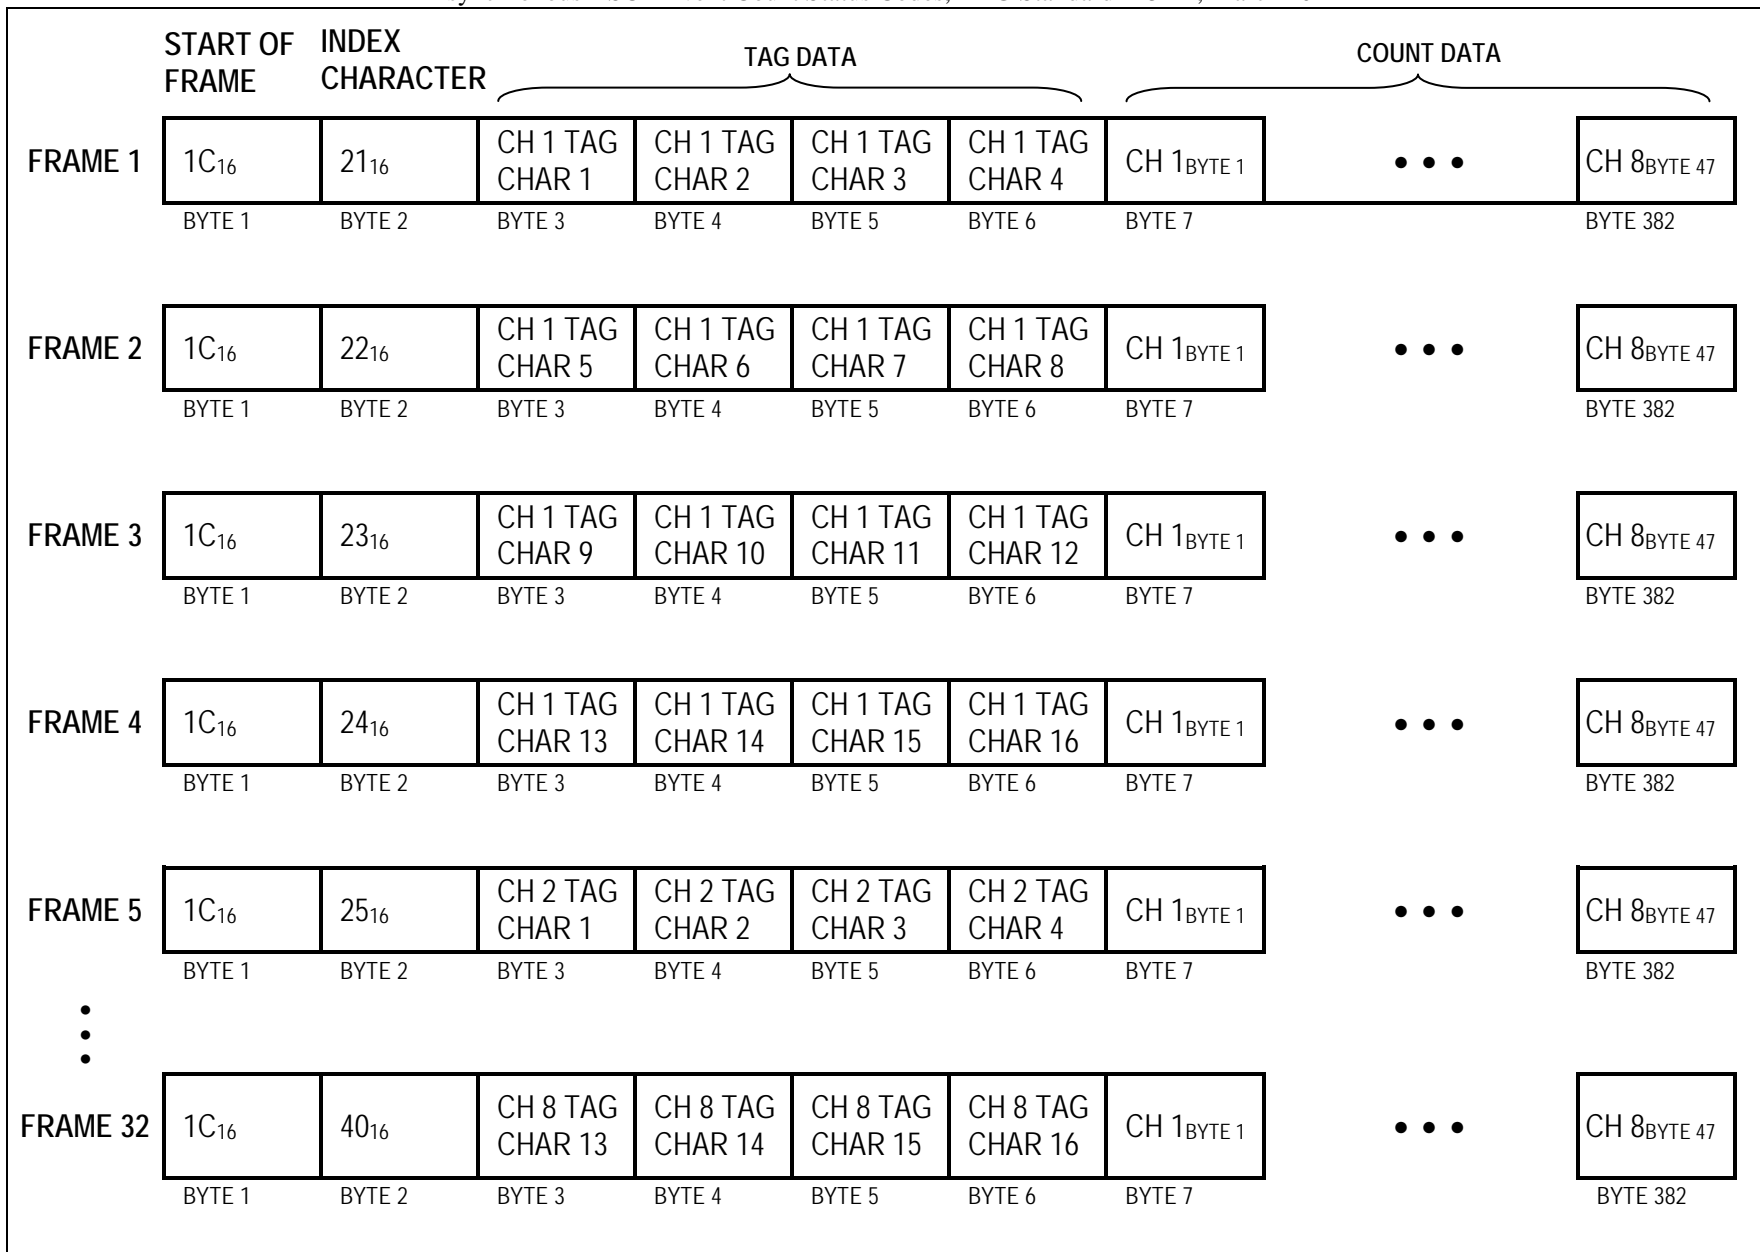 START OF FRAME INDEX CHARACTER TAG DATA COUNT DATA
FRAME 1 1C16 2116 CH 1 TAG CHAR 1 CH 1 TAG CHAR 2 CH 1 TAG CHAR 3 CH 1 TAG CHAR 4 CH 1BYTE 1 • • • CH 8BYTE 47
BYTE 1 BYTE 2 BYTE 3 BYTE 4 BYTE 5 BYTE 6 BYTE 7 BYTE 382
FRAME 2 1C16 2216 CH 1 TAG CHAR 5 CH 1 TAG CHAR 6 CH 1 TAG CHAR 7 CH 1 TAG CHAR 8 CH 1BYTE 1 • • • CH 8BYTE 47
BYTE 1 BYTE 2 BYTE 3 BYTE 4 BYTE 5 BYTE 6 BYTE 7 BYTE 382
FRAME 3 1C16 2316 CH 1 TAG CHAR 9 CH 1 TAG CHAR 10 CH 1 TAG CHAR 11 CH 1 TAG CHAR 12 CH 1BYTE 1 • • • CH 8BYTE 47
BYTE 1 BYTE 2 BYTE 3 BYTE 4 BYTE 5 BYTE 6 BYTE 7 BYTE 382
FRAME 4 1C16 2416 CH 1 TAG CHAR 13 CH 1 TAG CHAR 14 CH 1 TAG CHAR 15 CH 1 TAG CHAR 16 CH 1BYTE 1 • • • CH 8BYTE 47
BYTE 1 BYTE 2 BYTE 3 BYTE 4 BYTE 5 BYTE 6 BYTE 7 BYTE 382
FRAME 5 1C16 2516 CH 2 TAG CHAR 1 CH 2 TAG CHAR 2 CH 2 TAG CHAR 3 CH 2 TAG CHAR 4 CH 1BYTE 1 • • • CH 8BYTE 47
BYTE 1 BYTE 2 BYTE 3 BYTE 4 BYTE 5 BYTE 6 BYTE 7 BYTE 382
FRAME 32 1C16 4016 CH 8 TAG CHAR 13 CH 8 TAG CHAR 14 CH 8 TAG CHAR 15 CH 8 TAG CHAR 16 CH 1BYTE 1 • • • CH 8BYTE 47
BYTE 1 BYTE 2 BYTE 3 BYTE 4 BYTE 5 BYTE 6 BYTE 7 BYTE 382